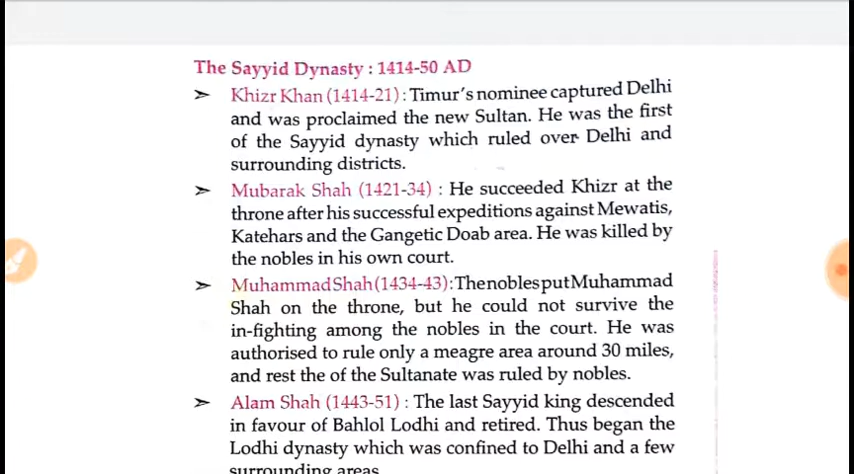 The Sayyid Dynasty : 1414-50 AD
➢ Khizr Khan (1414-21) : Timur's nominee captured Delhi
and was proclaimed the new Sultan. He was the first
of the Sayyid dynasty which ruled over Delhi and
surrounding districts.
➢ Mubarak Shah (1421-34) : He succeeded Khizr at the
throne after his successful expeditions against Mewatis,
Katehars and the Gangetic Doab area. He was killed by
the nobles in his own court.
➢ Muhammad Shah (1434-43) : The nobles put Muhammad
Shah on the throne, but he could not survive the
in-fighting among the nobles in the court. He was
authorised to rule only a meagre area around 30 miles,
and rest the of the Sultanate was ruled by nobles.
➢ Alam Shah (1443-51) : The last Sayyid king descended
in favour of Bahlol Lodhi and retired. Thus began the
Lodhi dynasty which was confined to Delhi and a few
surrounding areas.